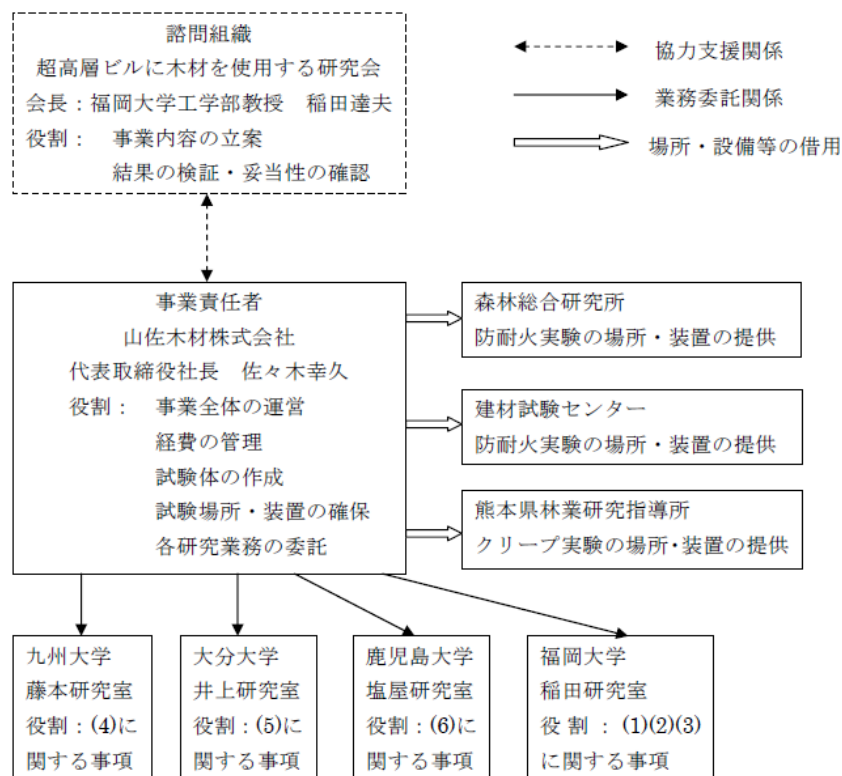 諮問組織
超高層ビルに木材を使用する研究会
会長：福岡大学工学部教授　稲田達夫
役割：　事業内容の立案
結果の検証・妥当性の確認
協力支援関係
業務委託関係
場所・設備等の借用
事業責任者
山佐木材株式会社
代表取締役社長　佐々木幸久
役割：　事業全体の運営
経費の管理
試験体の作成
試験場所・装置の確保
各研究業務の委託
森林総合研究所
防耐火実験の場所・装置の提供
建材試験センター
防耐火実験の場所・装置の提供
熊本県林業研究指導所
クリープ実験の場所・装置の提供
九州大学
藤本研究室
役割：(4)に
関する事項
大分大学
井上研究室
役割：(5)に
関する事項
鹿児島大学
塩屋研究室
役割：(6)に
関する事項
福岡大学
稲田研究室
役割：(1)(2)(3)
に関する事項